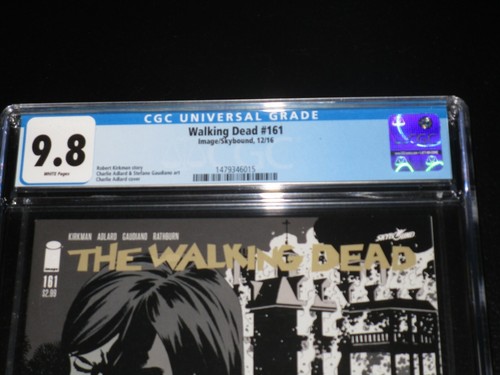 CGC UNIVERSAL GRADE
9.8
WHITE Pages
Walking Dead #161
Image/Skybound, 12/16
Robert Kirkman story
Charlie Adlard & Stefano Gaudiano art
Charlie Adlard cover
1479346015
KIRKMAN ADLARD GAUDIANO RATHBURN
THE WALKING DEAD
SKYBOUND
161
$2.99